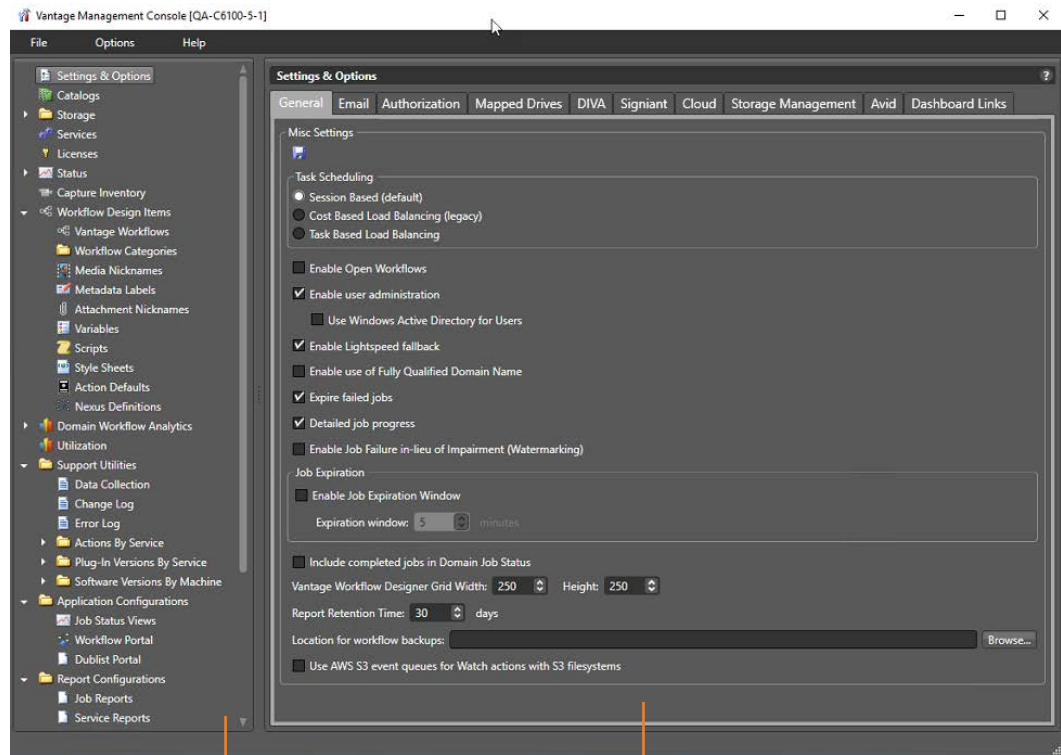 Vantage Management Console [QA-C6100-5-1]
File Options Help
Settings & Options
Catalogs
Storage
Services
Licenses
Status
Capture Inventory
Workflow Design Items
Vantage Workflows
Workflow Categories
Media Nicknames
Metadata Labels
Attachment Nicknames
Variables
Scripts
Style Sheets
Action Defaults
Nexus Definitions
Domain Workflow Analytics
Utilization
Support Utilities
Data Collection
Change Log
Error Log
Actions By Service
Plug-In Versions By Service
Software Versions By Machine
Application Configurations
Job Status Views
Workflow Portal
Dublist Portal
Report Configurations
Job Reports
Service Reports
Settings & Options ?
General Email Authorization Mapped Drives DIVA Signiant Cloud Storage Management Avid Dashboard Links
Misc Settings
Task Scheduling
Session Based (default)
Cost Based Load Balancing (legacy)
Task Based Load Balancing
Enable Open Workflows
Enable user administration
Use Windows Active Directory for Users
Enable Lightspeed fallback
Enable use of Fully Qualified Domain Name
Expire failed jobs
Detailed job progress
Enable Job Failure in-lieu of Impairment (Watermarking)
Job Expiration
Enable Job Expiration Window
Expiration window: 5 minutes
Include completed jobs in Domain Job Status
Vantage Workflow Designer Grid Width: 250 Height: 250
Report Retention Time: 30 days
Location for workflow backups: Browse...
Use AWS S3 event queues for Watch actions with S3 filesystems